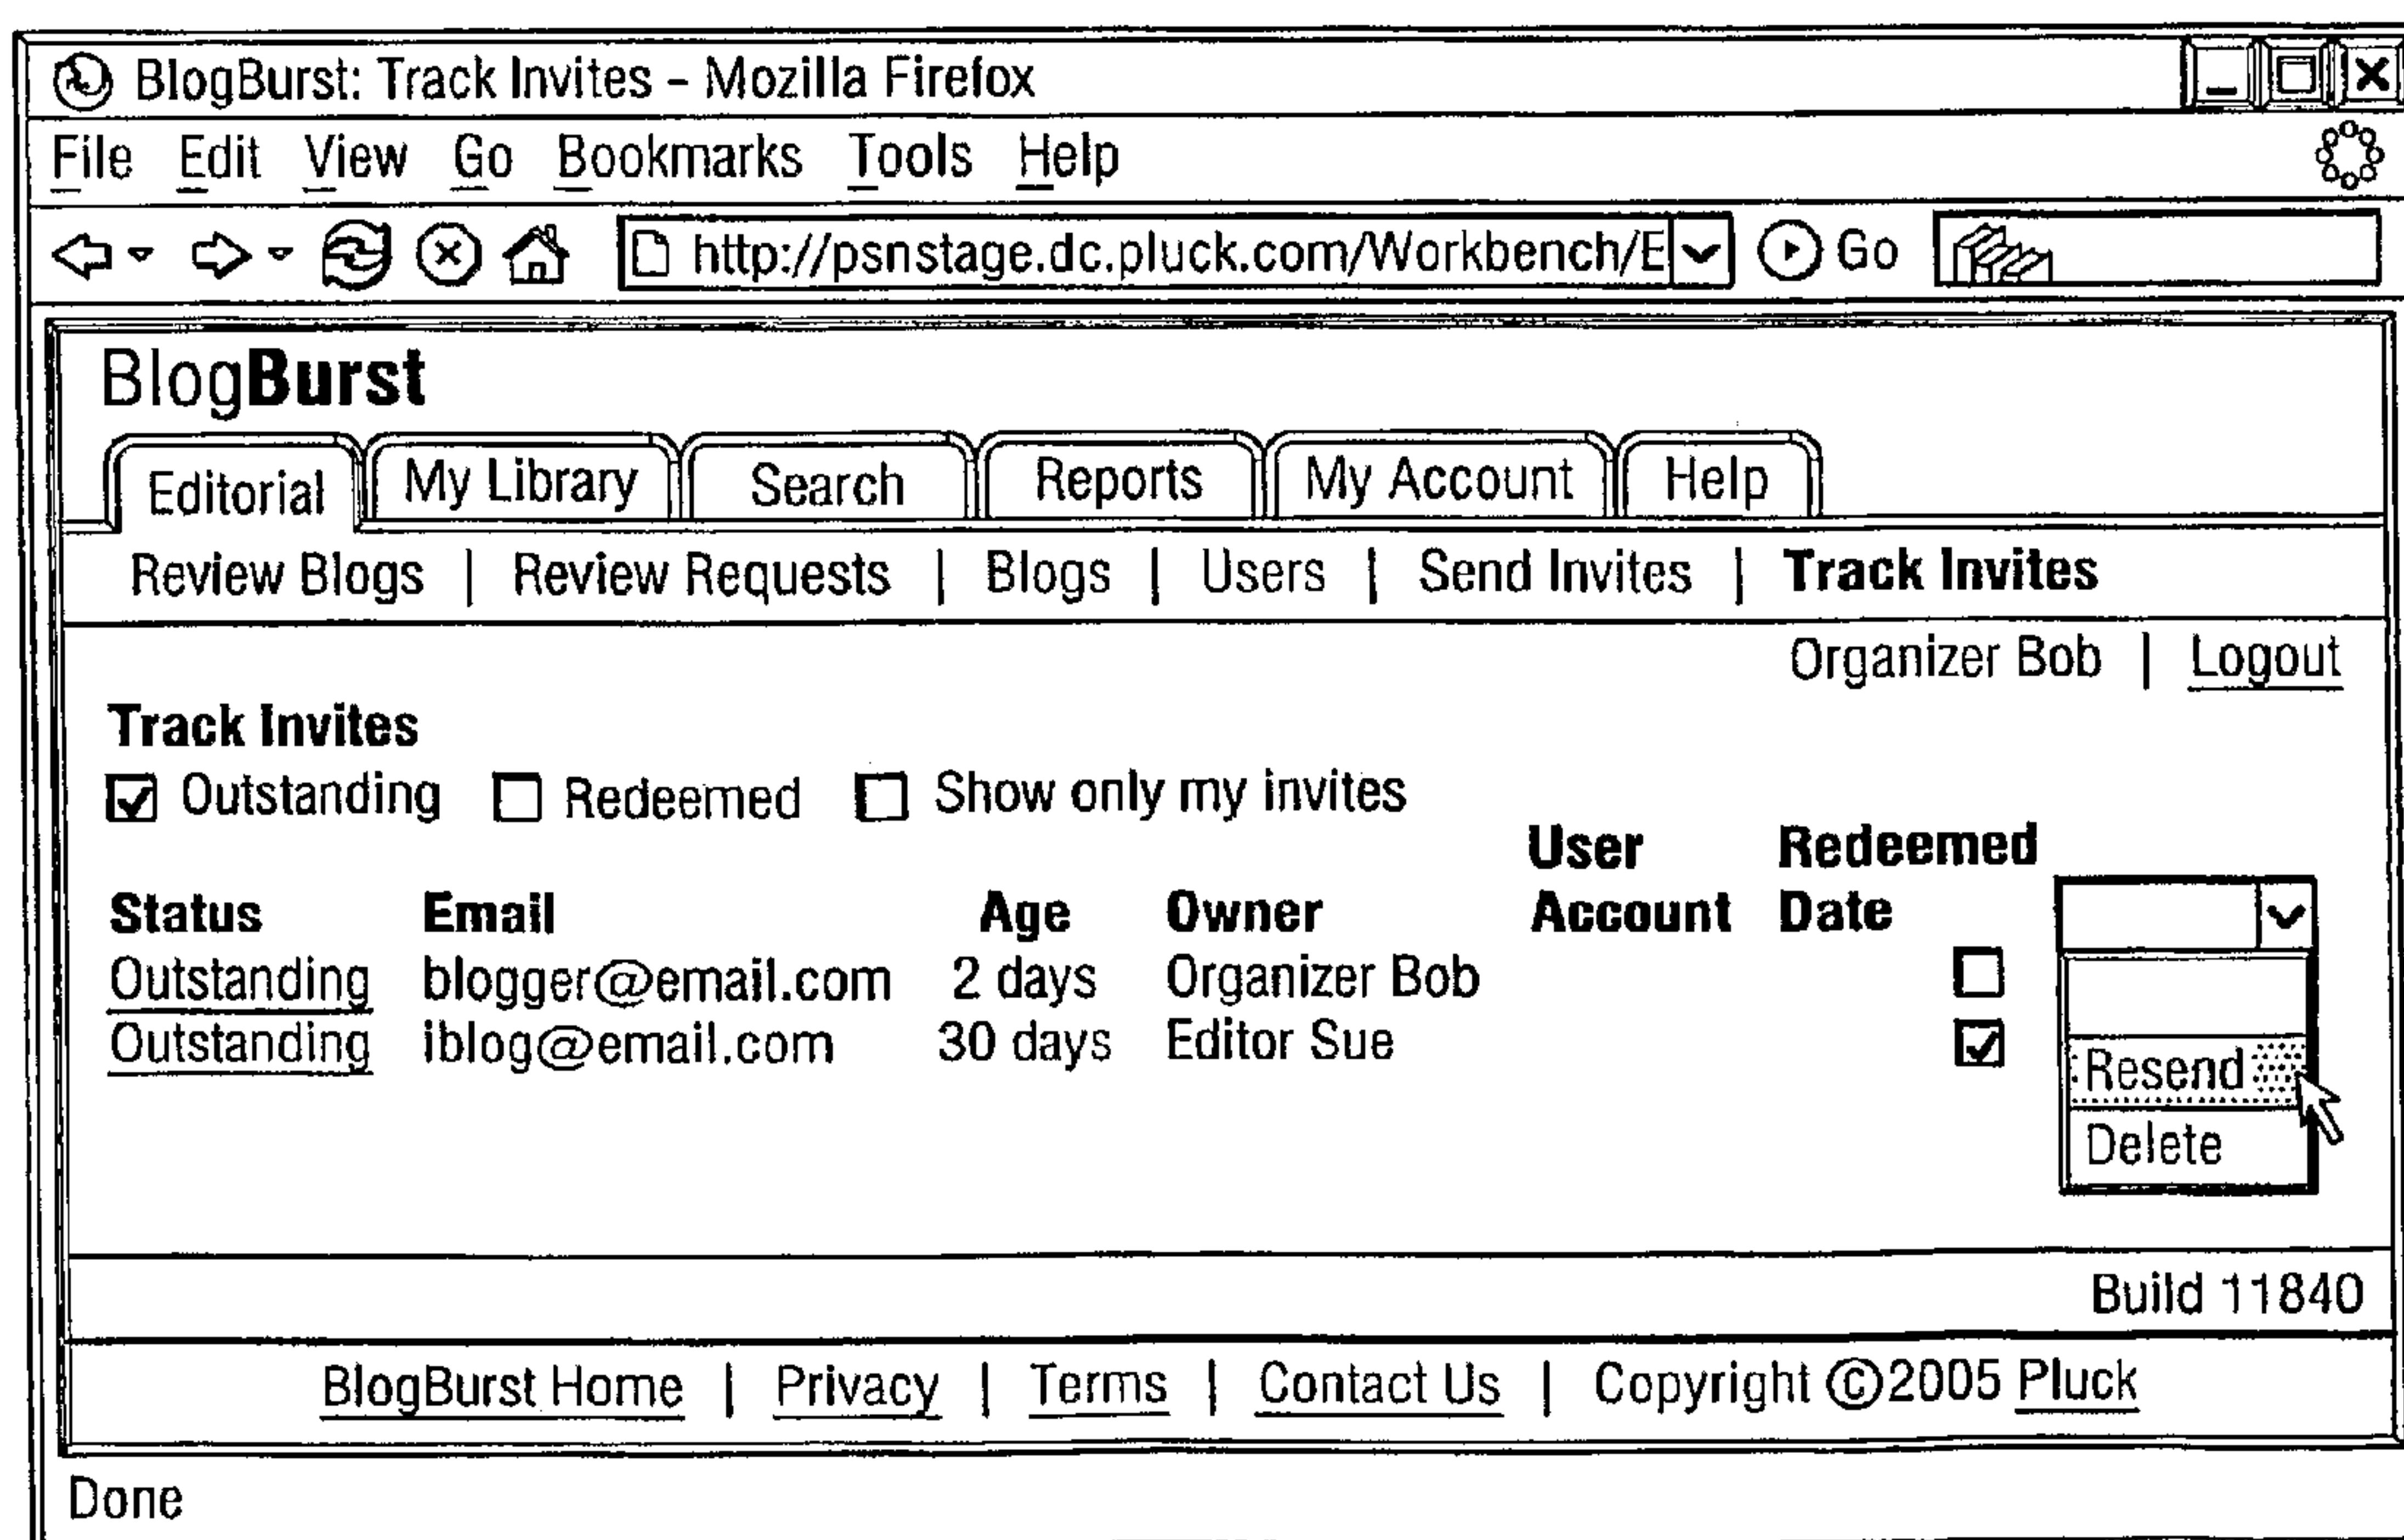 BlogBurst: Track Invites - Mozilla Firefox
File Edit View Go Bookmarks Tools Help
http://psnstage.dc.pluck.com/Workbench/E Go
BlogBurst
Editorial My Library Search Reports My Account Help
Review Blogs | Review Requests | Blogs | Users | Send Invites | Track Invites
Organizer Bob | Logout
Track Invites
Outstanding Redeemed Show only my invites
User Redeemed
Status Email Age Owner Account Date
Outstanding blogger@email.com 2 days Organizer Bob
Outstanding iblog@email.com 30 days Editor Sue
Resend
Delete
Build 11840
BlogBurst Home | Privacy | Terms | Contact Us | Copyright ©2005 Pluck
Done